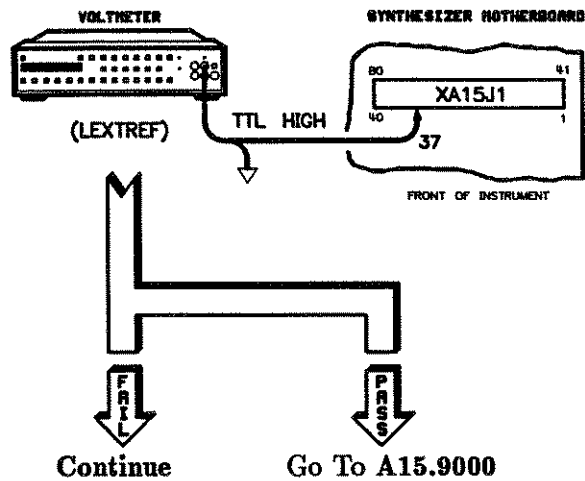 VOLTMETER
SYNTHESIZER MOTHERBOARD
80 41
XA15J1
40 1
(LEXTREF)
TTL HIGH
37
FRONT OF INSTRUMENT
FAIL
PASS
Continue
Go To A15.9000